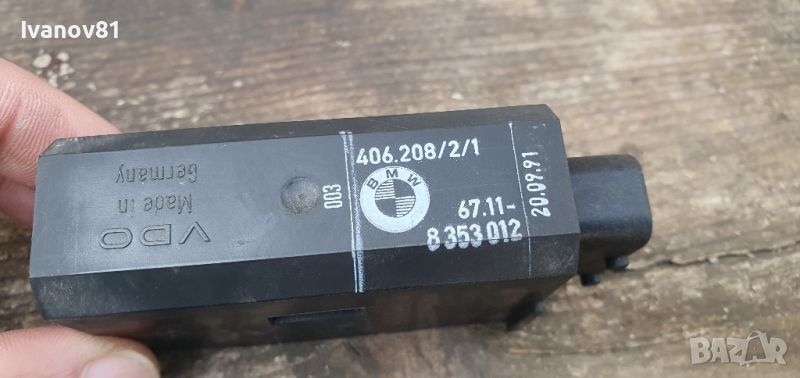 Ivanov81
406.208/2/1
BMW
67.11-
8 353 012
20.09.91
003
Made in
Germany
VDO
BAZAR